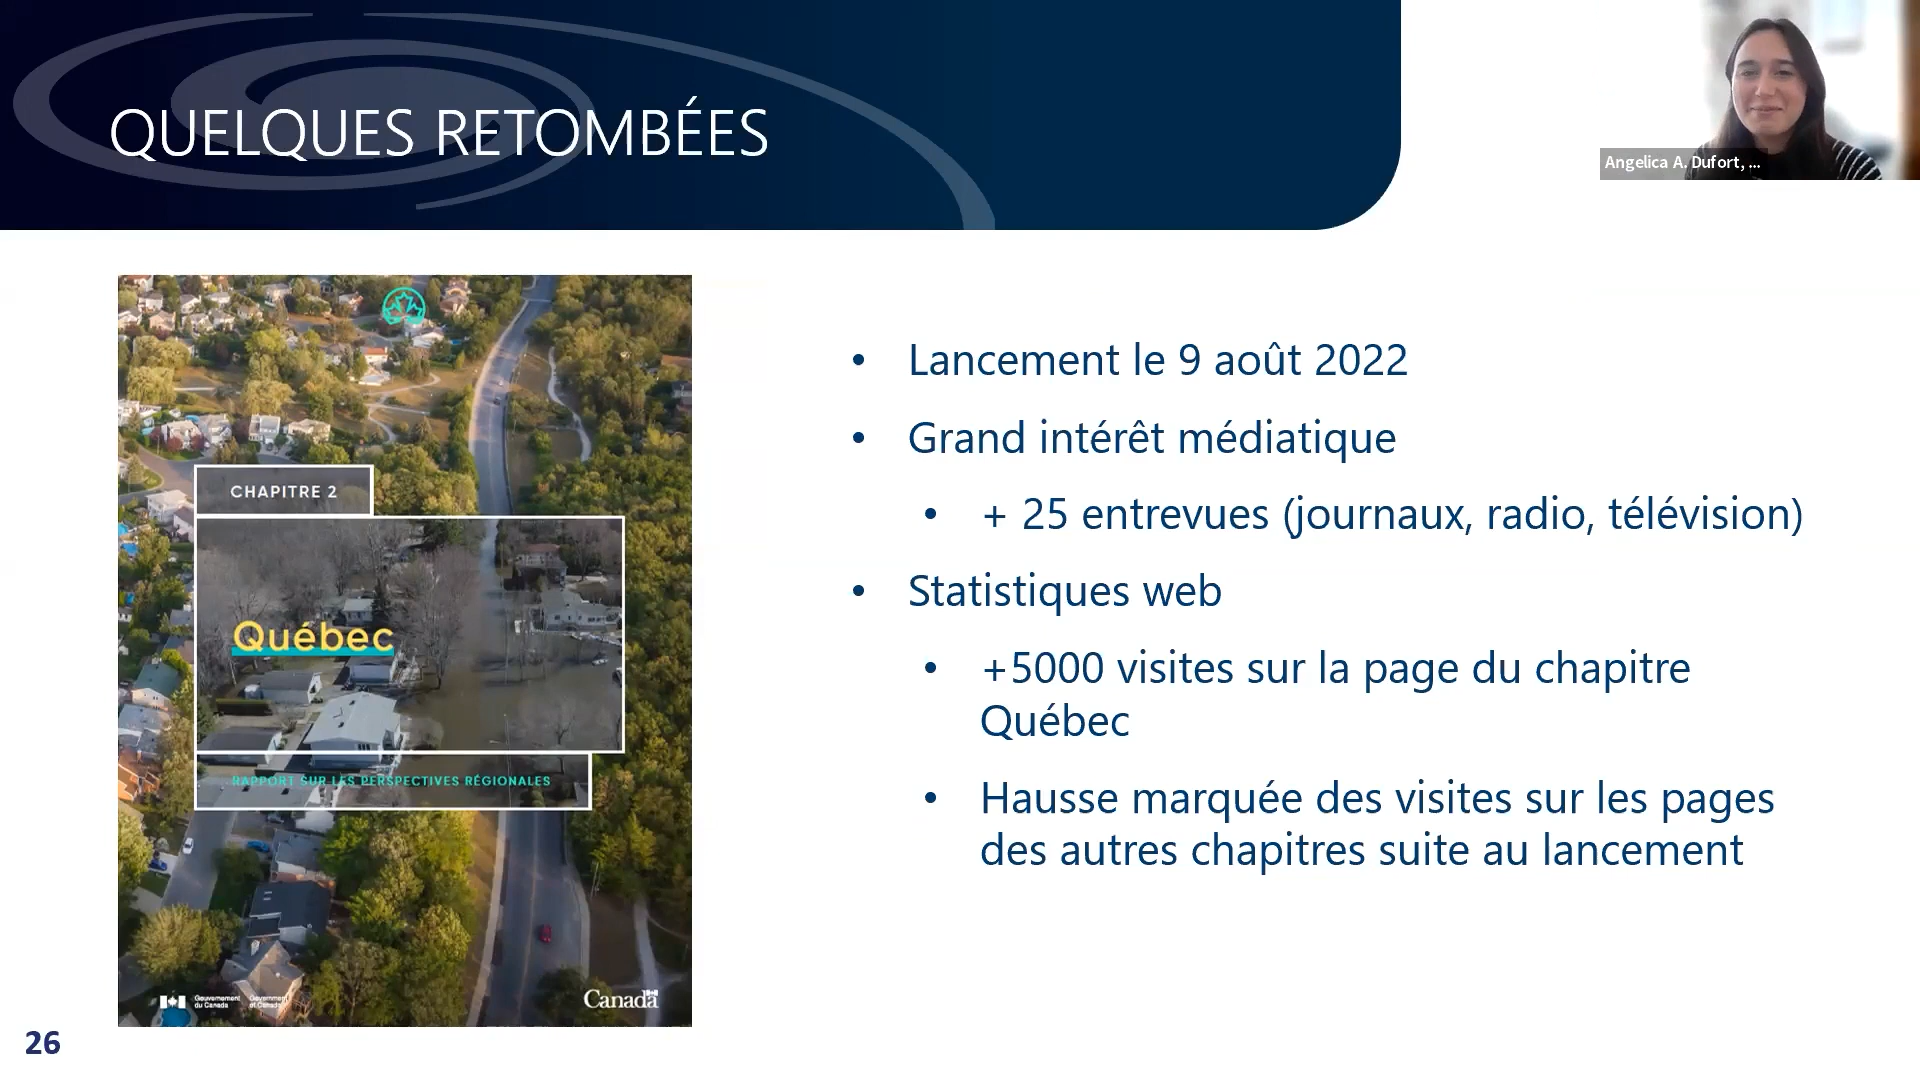 QUELQUES RETOMBÉES
Angelica A. Dufort, ...
CHAPITRE 2
Québec
RAPPORT SUR LES PERSPECTIVES RÉGIONALES
Gouvernement du Canada
Government of Canada
Canada
• Lancement le 9 août 2022
• Grand intérêt médiatique
• + 25 entrevues (journaux, radio, télévision)
• Statistiques web
• +5000 visites sur la page du chapitre
Québec
• Hausse marquée des visites sur les pages
des autres chapitres suite au lancement
26